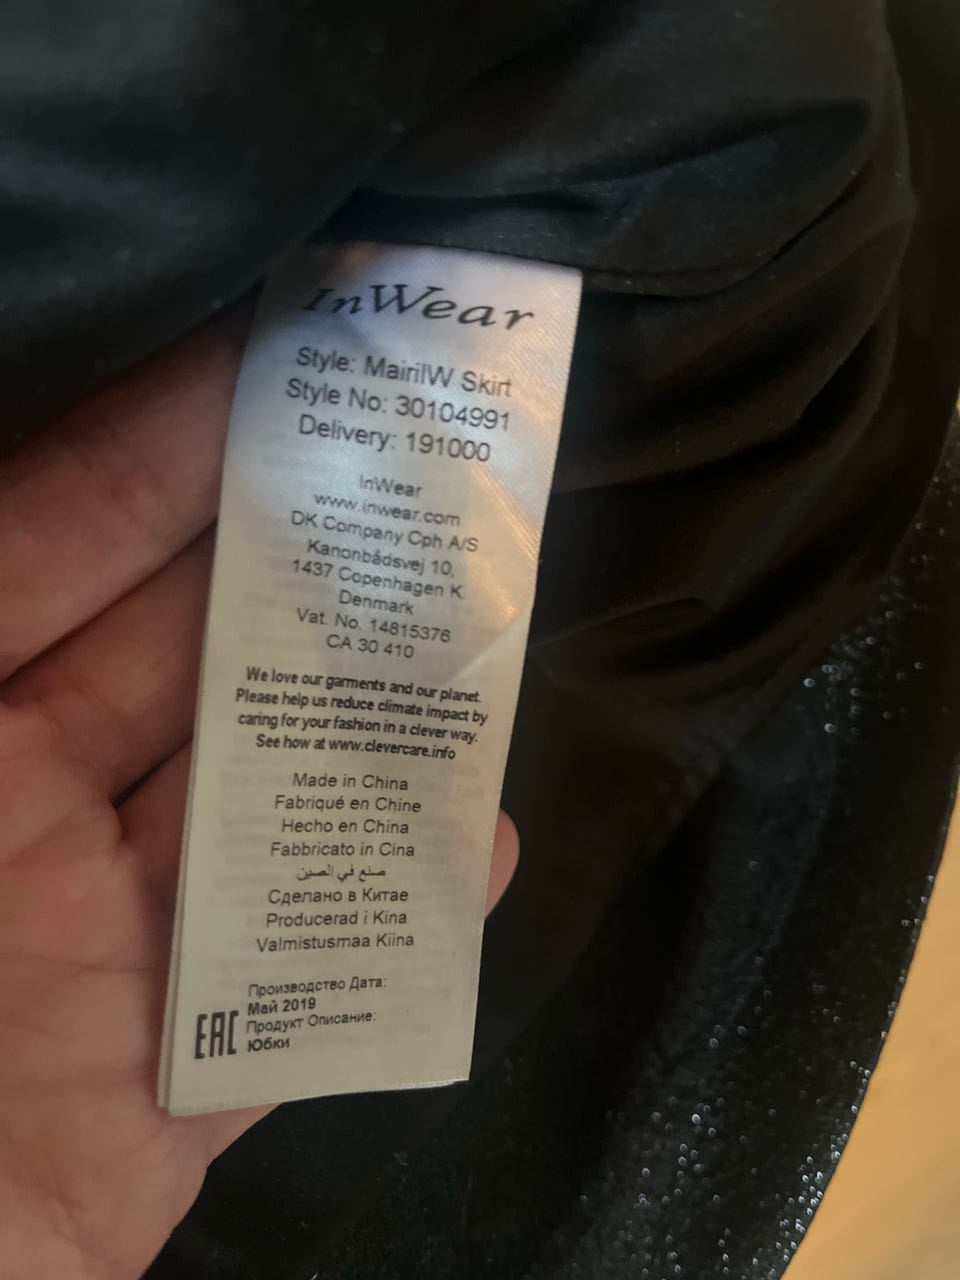 InWear
Style: MairiIW Skirt
Style No: 30104991
Delivery: 191000
InWear
www.inwear.com
DK Company Cph A/S
Kanonbådsvej 10,
1437 Copenhagen K.
Denmark
Vat. No. 14815376
CA 30 410
We love our garments and our planet.
Please help us reduce climate impact by
caring for your fashion in a clever way.
See how at www.clevercare.info
Made in China
Fabriqué en Chine
Hecho en China
Fabbricato in Cina
صنع في الصين
Сделано в Китае
Producerad i Kina
Valmistusmaa Kiina
Производство Дата:
Май 2019
EAC
Продукт Описание:
Юбки